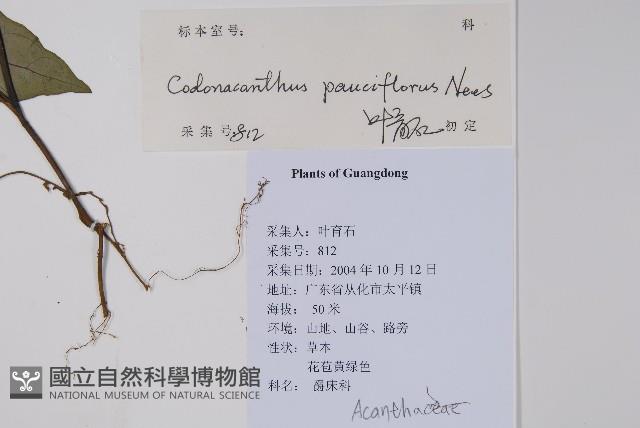 标本室号: 科
Codonacanthus pauciflorus Nees
采集号 812 叶育石 初定
Plants of Guangdong
采集人: 叶育石
采集号: 812
采集日期: 2004 年 10 月 12 日
地址: 广东省从化市太平镇
海拔: 50 米
环境: 山地、山谷、路旁
性状: 草本
花苞黄绿色
科名: 爵床科
Acanthaceae
國立自然科學博物館
NATIONAL MUSEUM OF NATURAL SCIENCE